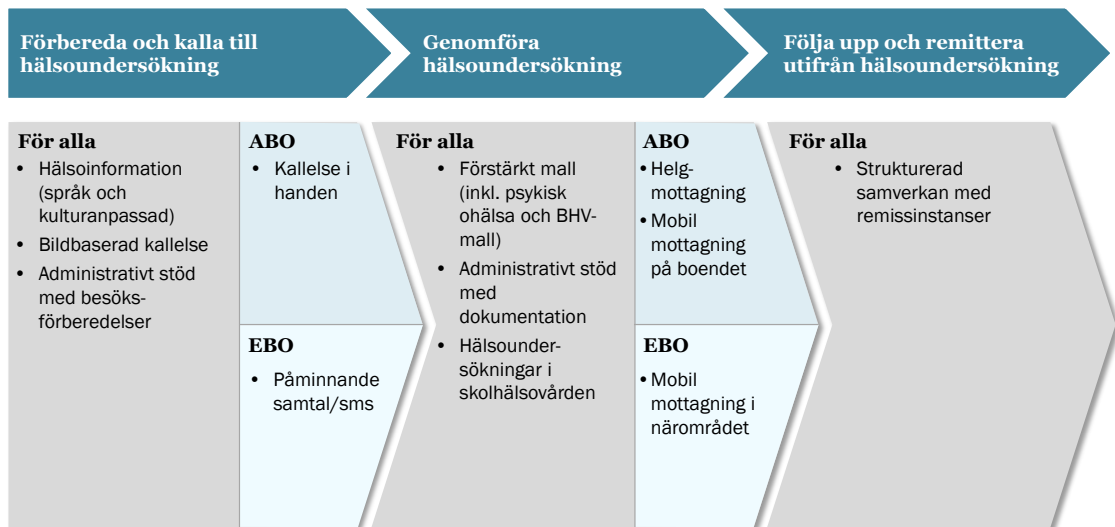 Förbereda och kalla till
hälsoundersökning
Genomföra
hälsoundersökning
Följa upp och remittera
utifrån hälsoundersökning
För alla
• Hälsoinformation
(språk och
kulturanpassad)
• Bildbaserad kallelse
• Administrativt stöd
med besöks-
förberedelser
ABO
• Kallelse i
handen
EBO
• Påminnande
samtal/sms
För alla
• Förstärkt mall
(inkl. psykisk
ohälsa och BHV-
mall)
• Administrativt stöd
med
dokumentation
• Hälsounder-
sökningar i
skolhälsovården
ABO
• Helg-
mottagning
• Mobil
mottagning
på boendet
EBO
• Mobil
mottagning i
närområdet
För alla
• Strukturerad
samverkan med
remissinstanser